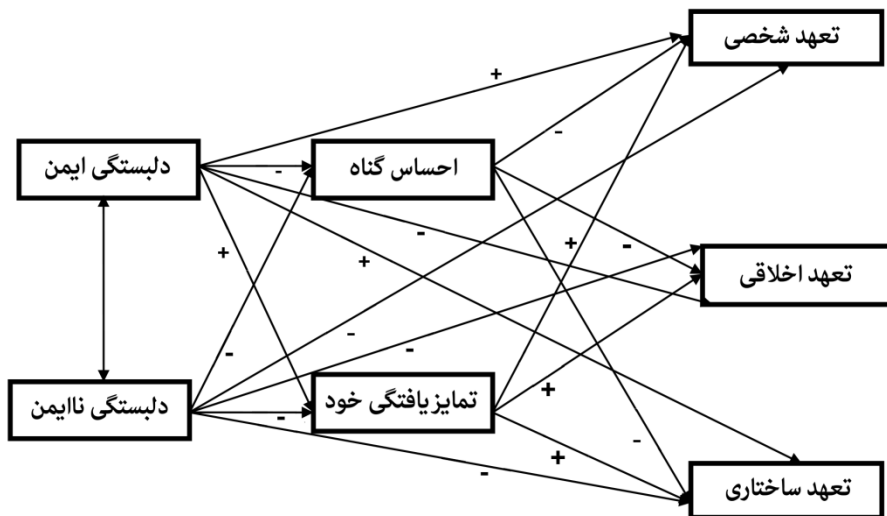 تعهد شخصی
+
-
دلبستگی ایمن
-
احساس گناه
+
-
+
-
تعهد اخلاقی
+
-
-
-
دلبستگی ناایمن
-
تمایزیافتگی خود
+
-
+
-
تعهد ساختاری